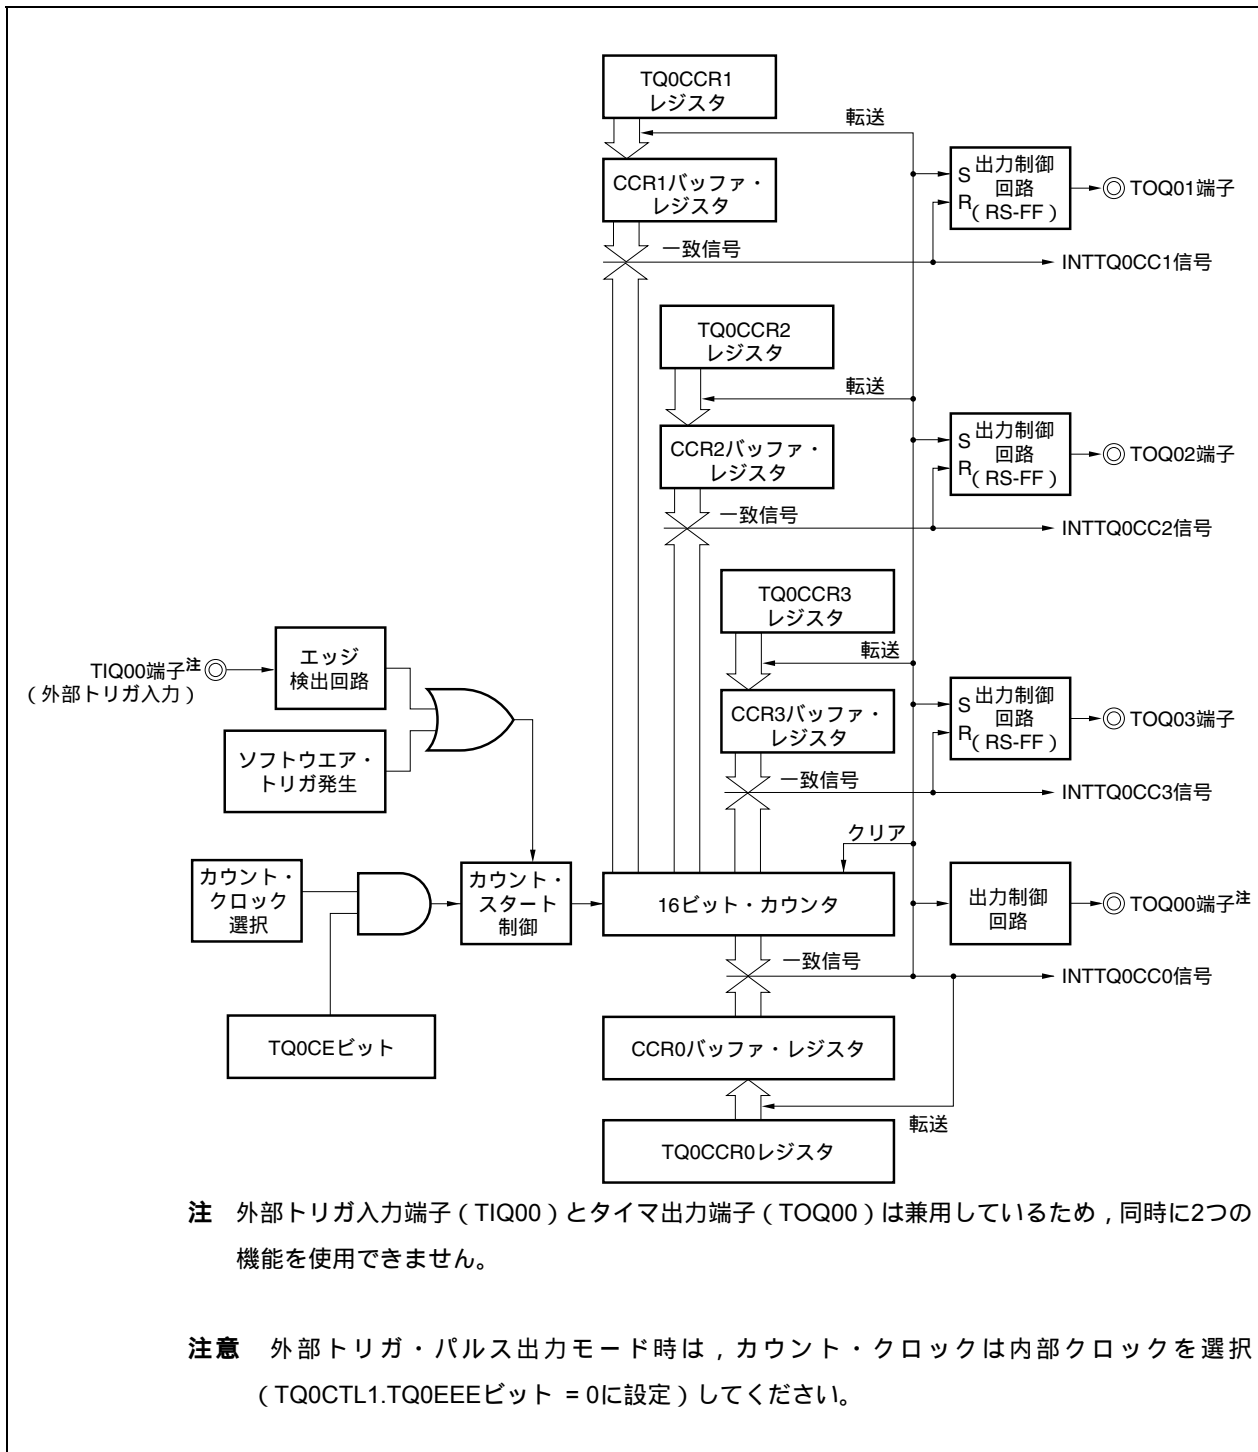 TQ0CCR1
レジスタ
転送
CCR1バッファ・
レジスタ
S 出力制御
回路
R ( RS-FF )
TOQ01端子
一致信号
INTTQ0CC1信号
TQ0CCR2
レジスタ
転送
CCR2バッファ・
レジスタ
S 出力制御
回路
R ( RS-FF )
TOQ02端子
一致信号
INTTQ0CC2信号
TQ0CCR3
レジスタ
転送
TIQ00端子注
( 外部トリガ入力 )
エッジ
検出回路
CCR3バッファ・
レジスタ
S 出力制御
回路
R ( RS-FF )
TOQ03端子
ソフトウエア・
トリガ発生
一致信号
INTTQ0CC3信号
クリア
カウント・
クロック
選択
カウント・
スタート
制御
16ビット・カウンタ
出力制御
回路
TOQ00端子注
一致信号
INTTQ0CC0信号
TQ0CEビット
CCR0バッファ・レジスタ
転送
TQ0CCR0レジスタ
注 外部トリガ入力端子 ( TIQ00 ) とタイマ出力端子 ( TOQ00 ) は兼用しているため , 同時に2つの
機能を使用できません。
注意 外部トリガ・パルス出力モード時は , カウント・クロックは内部クロックを選択
( TQ0CTL1.TQ0EEEビット = 0に設定 ) してください。